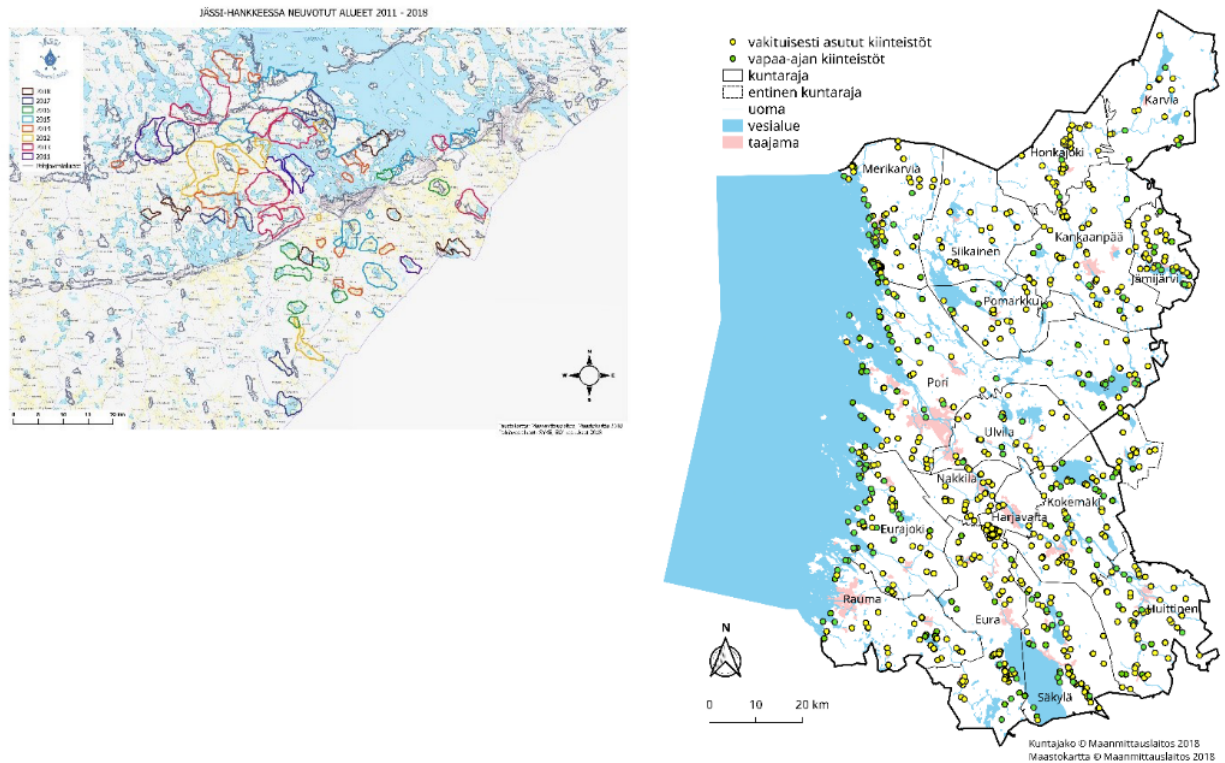 JÄSSI-HANKKEESSA NEUVOTUT ALUEET 2011 - 2018
2018
2017
2016
2015
2014
2012
2013
2011
N
W
E
S
vakituisesti asutut kiinteistöt
vapaa-ajan kiinteistöt
kuntaraja
entinen kuntaraja
uoma
vesialue
taajama
Karvia
Honkajoki
Merikarvia
Kankaanpää
Siikainen
Jämijärvi
Pomarkku
Pori
Ulvila
Nakkila
Kokemäki
Harjavalta
Eurajoki
Rauma
Huittinen
Eura
Säkylä
N
0 10 20 km
Kuntajako © Maanmittauslaitos 2018
Maastokartta © Maanmittauslaitos 2018